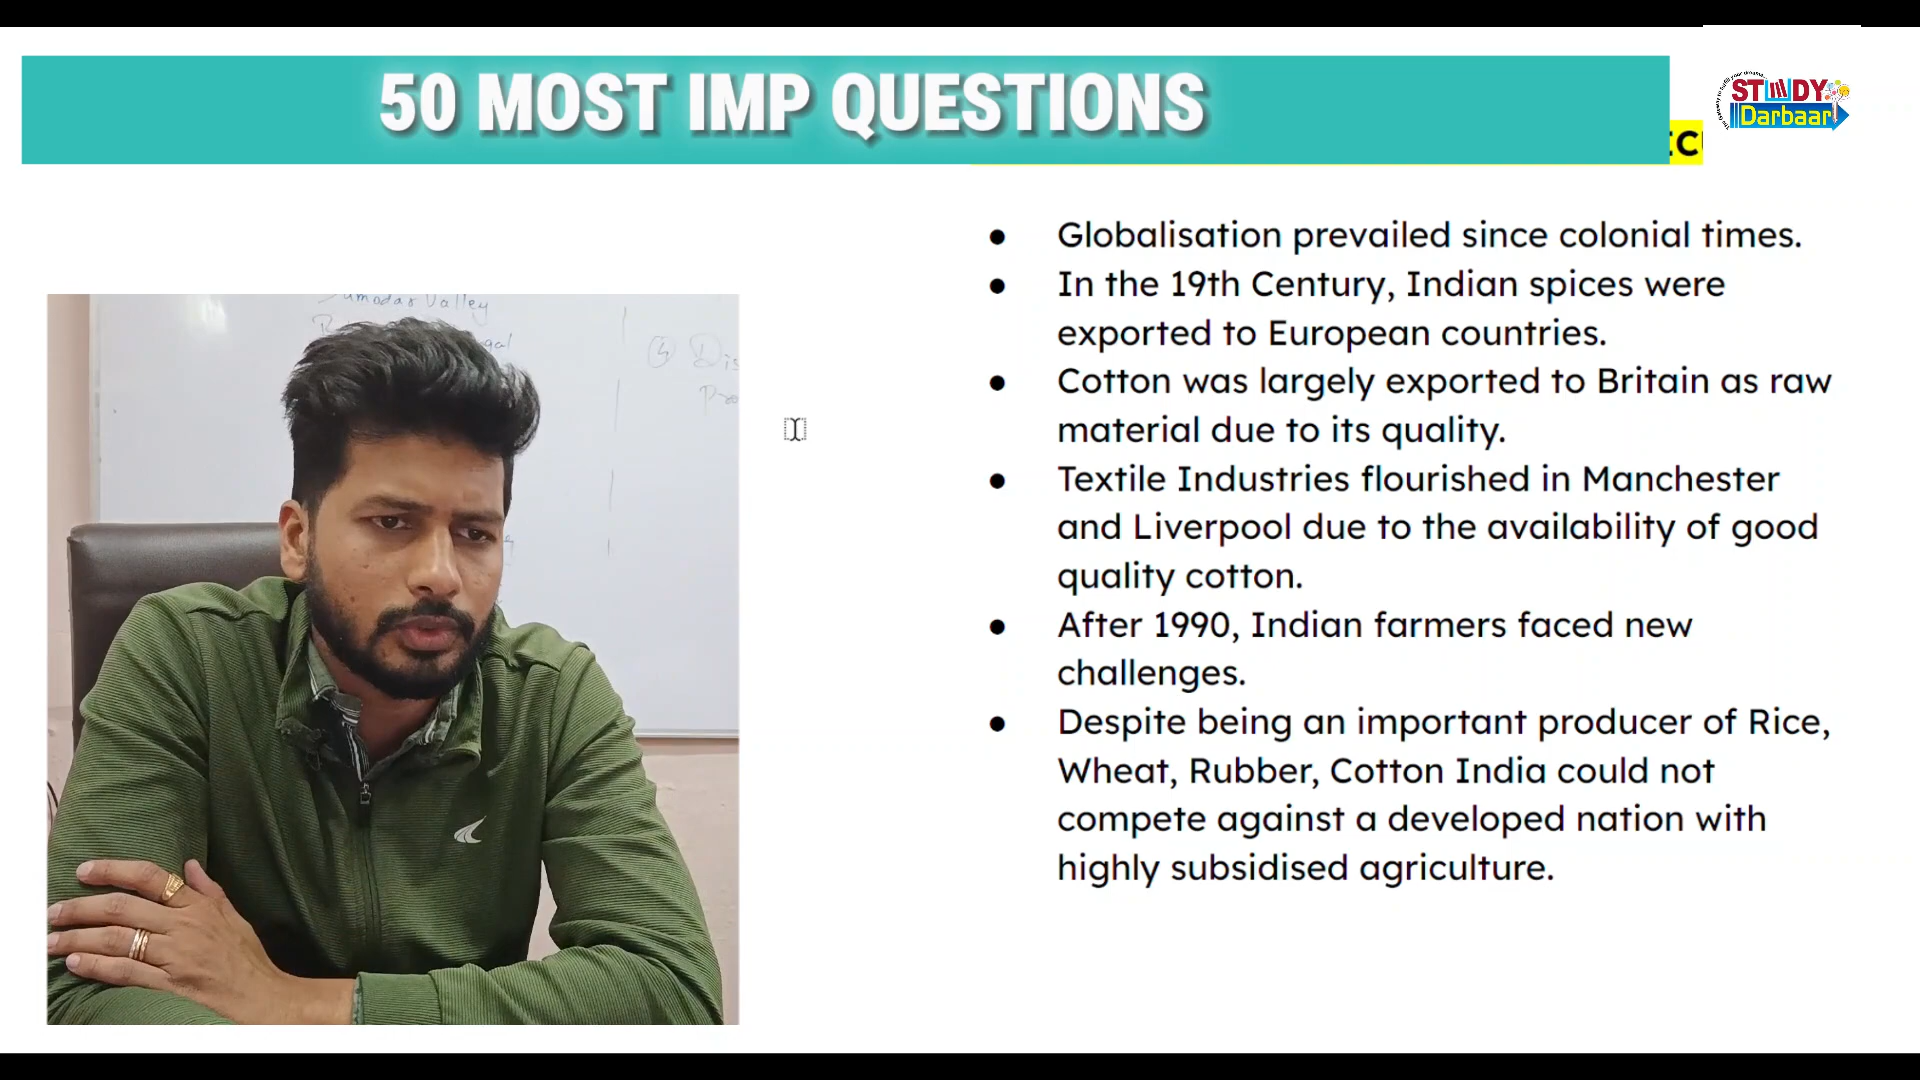 50 MOST IMP QUESTIONS
STUDY
Darbaar
● Globalisation prevailed since colonial times.
● In the 19th Century, Indian spices were
exported to European countries.
● Cotton was largely exported to Britain as raw
material due to its quality.
● Textile Industries flourished in Manchester
and Liverpool due to the availability of good
quality cotton.
● After 1990, Indian farmers faced new
challenges.
● Despite being an important producer of Rice,
Wheat, Rubber, Cotton India could not
compete against a developed nation with
highly subsidised agriculture.
Valley